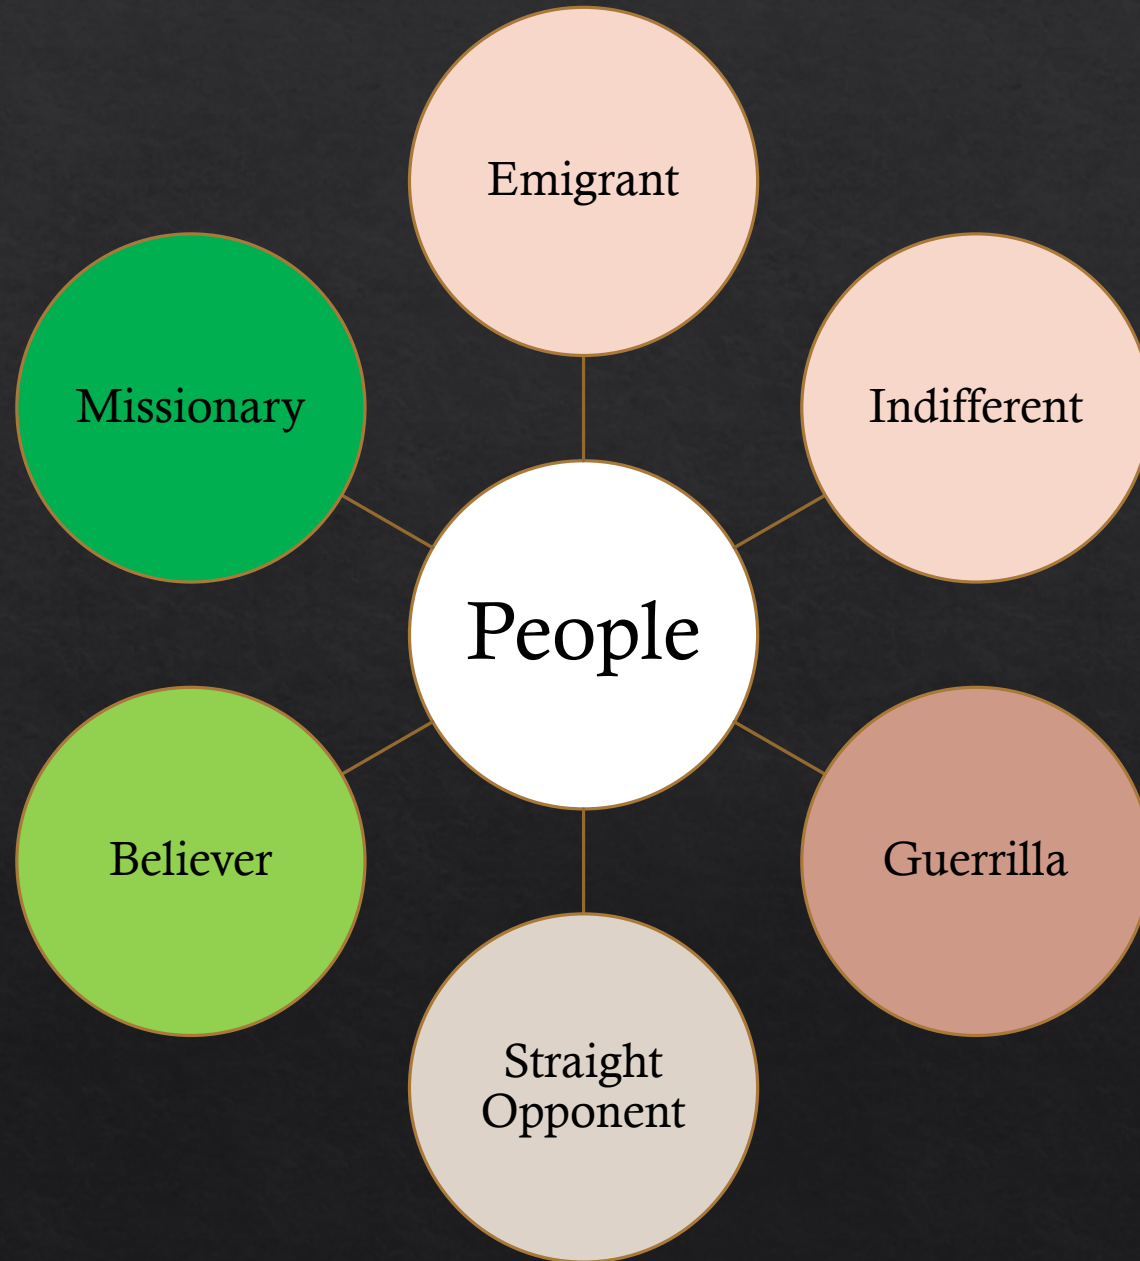 Emigrant
Missionary
Indifferent
People
Believer
Guerrilla
Straight
Opponent